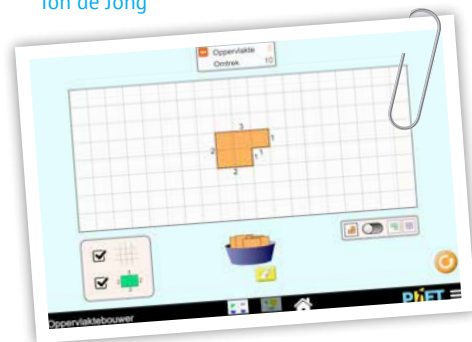 Ton de Jong
Oppervlakte
Omtrek 10
3
2
1
1
1
2
Oppervlaktebouwer
PhET